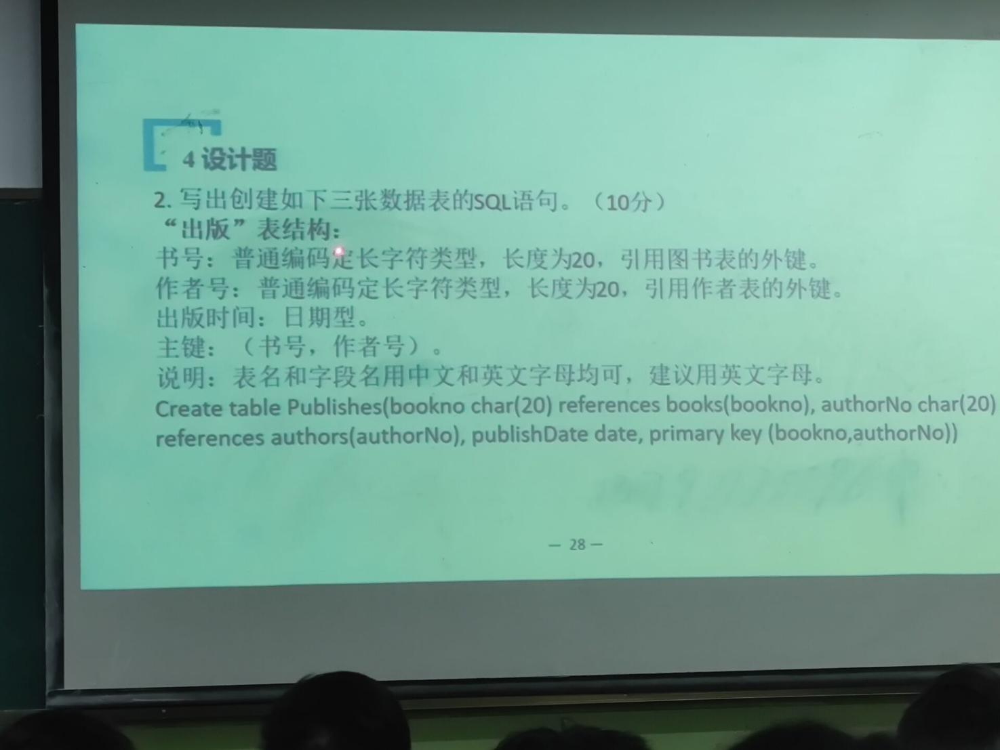 4 设计题
2. 写出创建如下三张数据表的SQL语句。（10分）
“出版”表结构：
书号：普通编码定长字符类型，长度为20，引用图书表的外键。
作者号：普通编码定长字符类型，长度为20，引用作者表的外键。
出版时间：日期型。
主键：（书号，作者号）。
说明：表名和字段名用中文和英文字母均可，建议用英文字母。
Create table Publishes(bookno char(20) references books(bookno), authorNo char(20)
references authors(authorNo), publishDate date, primary key (bookno,authorNo))
— 28 —